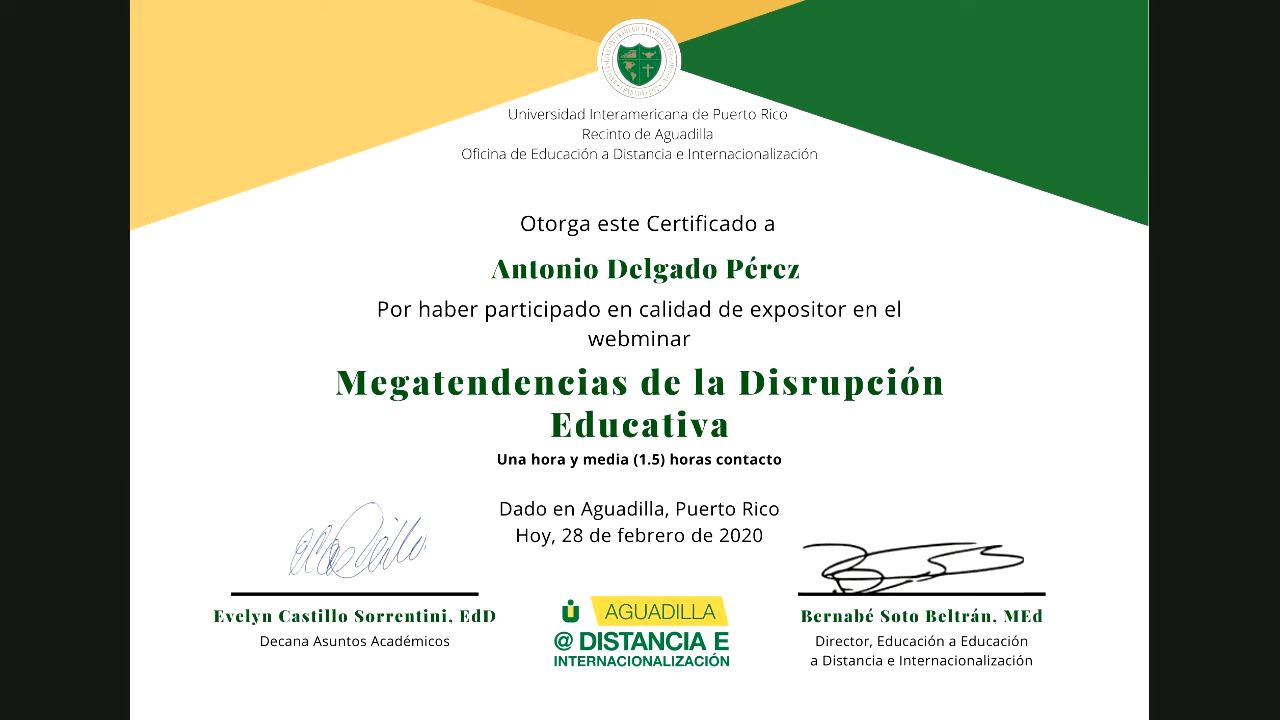 Universidad Interamericana de Puerto Rico
Recinto de Aguadilla
Oficina de Educación a Distancia e Internacionalización
Otorga este Certificado a
Antonio Delgado Pérez
Por haber participado en calidad de expositor en el
webminar
Megatendencias de la Disrupción
Educativa
Una hora y media (1.5) horas contacto
Dado en Aguadilla, Puerto Rico
Hoy, 28 de febrero de 2020
Evelyn Castillo Sorrentini, EdD
Decana Asuntos Académicos
AGUADILLA
@ DISTANCIA E
INTERNACIONALIZACIÓN
Bernabé Soto Beltrán, MEd
Director, Educación a Educación
a Distancia e Internacionalización